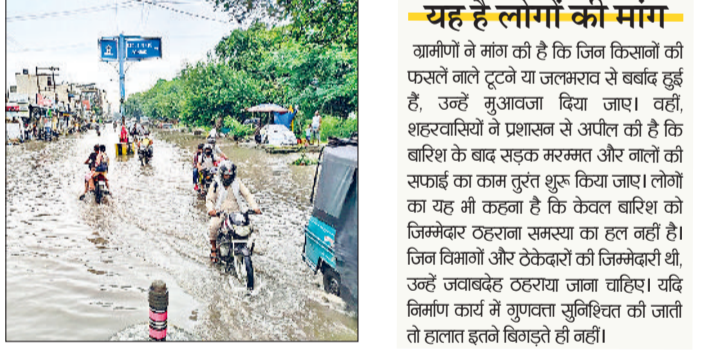 यह है लोगों की मांग
ग्रामीणों ने मांग की है कि जिन किसानों की
फसलें नाले टूटने या जलभराव से बर्बाद हुई
हैं, उन्हें मुआवजा दिया जाए। वहीं,
शहरवासियों ने प्रशासन से अपील की है कि
बारिश के बाद सड़क मरम्मत और नालों की
सफाई का काम तुरंत शुरू किया जाए। लोगों
का यह भी कहना है कि केवल बारिश को
जिम्मेदार ठहराना समस्या का हल नहीं है।
जिन विभागों और ठेकेदारों की जिम्मेदारी थी,
उन्हें जवाबदेह ठहराया जाना चाहिए। यदि
निर्माण कार्य में गुणवत्ता सुनिश्चित की जाती
तो हालात इतने बिगड़ते ही नहीं।